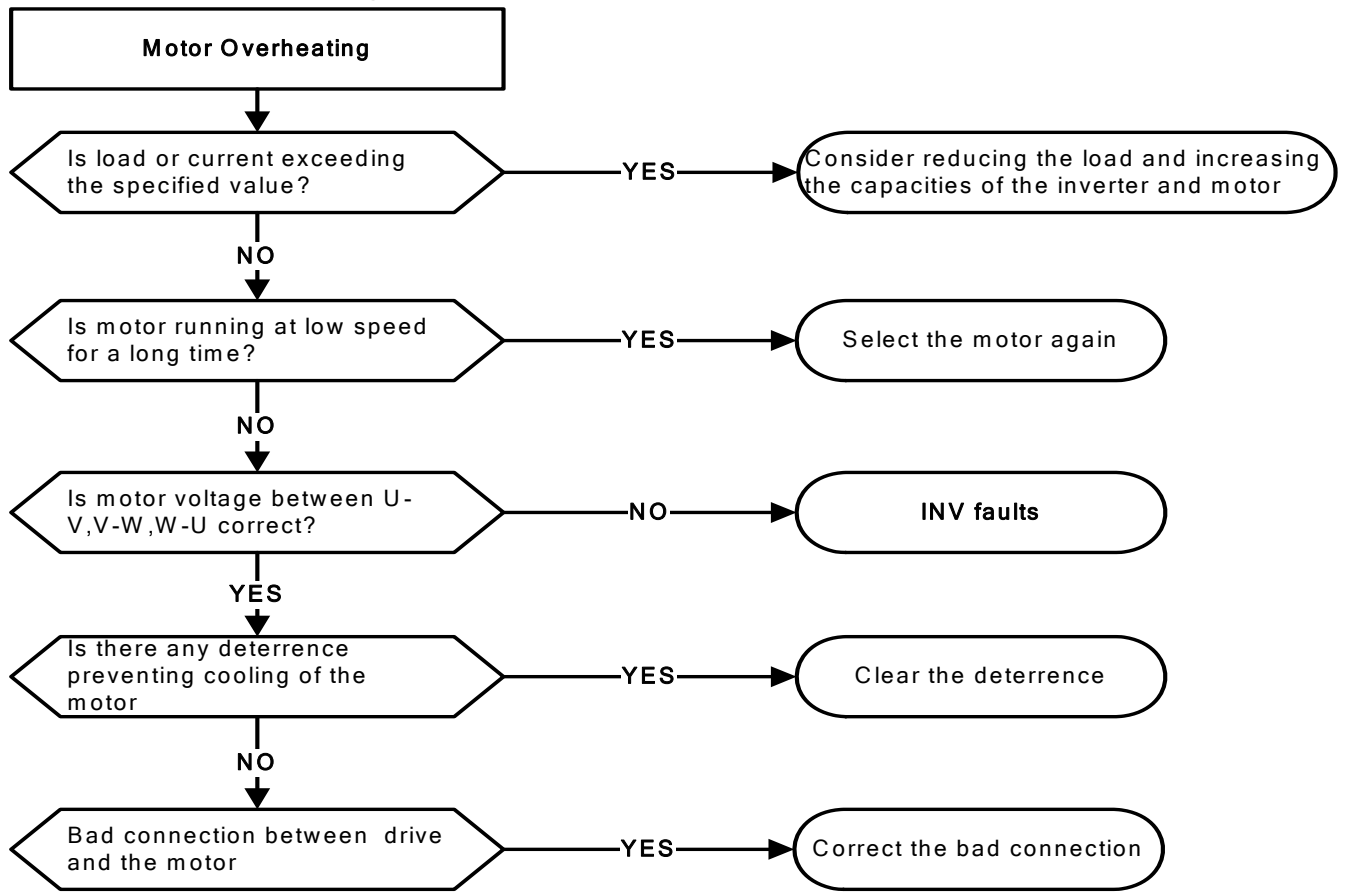 Motor Overheating
Is load or current exceeding
the specified value?
YES
Consider reducing the load and increasing
the capacities of the inverter and motor
NO
Is motor running at low speed
for a long time?
YES
Select the motor again
NO
Is motor voltage between U-
V,V-W,W-U correct?
NO
INV faults
YES
Is there any deterrence
preventing cooling of the
motor
YES
Clear the deterrence
NO
Bad connection between drive
and the motor
YES
Correct the bad connection